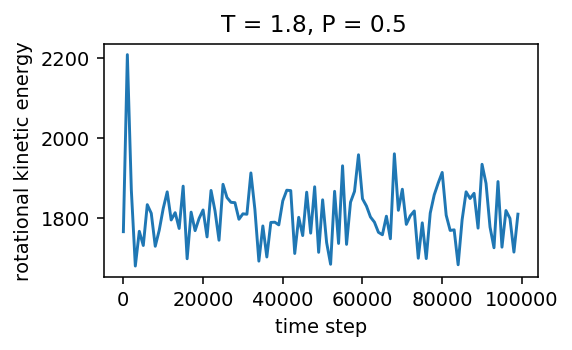 T = 1.8, P = 0.5
rotational kinetic energy
2200
2000
1800
0 20000 40000 60000 80000 100000
time step